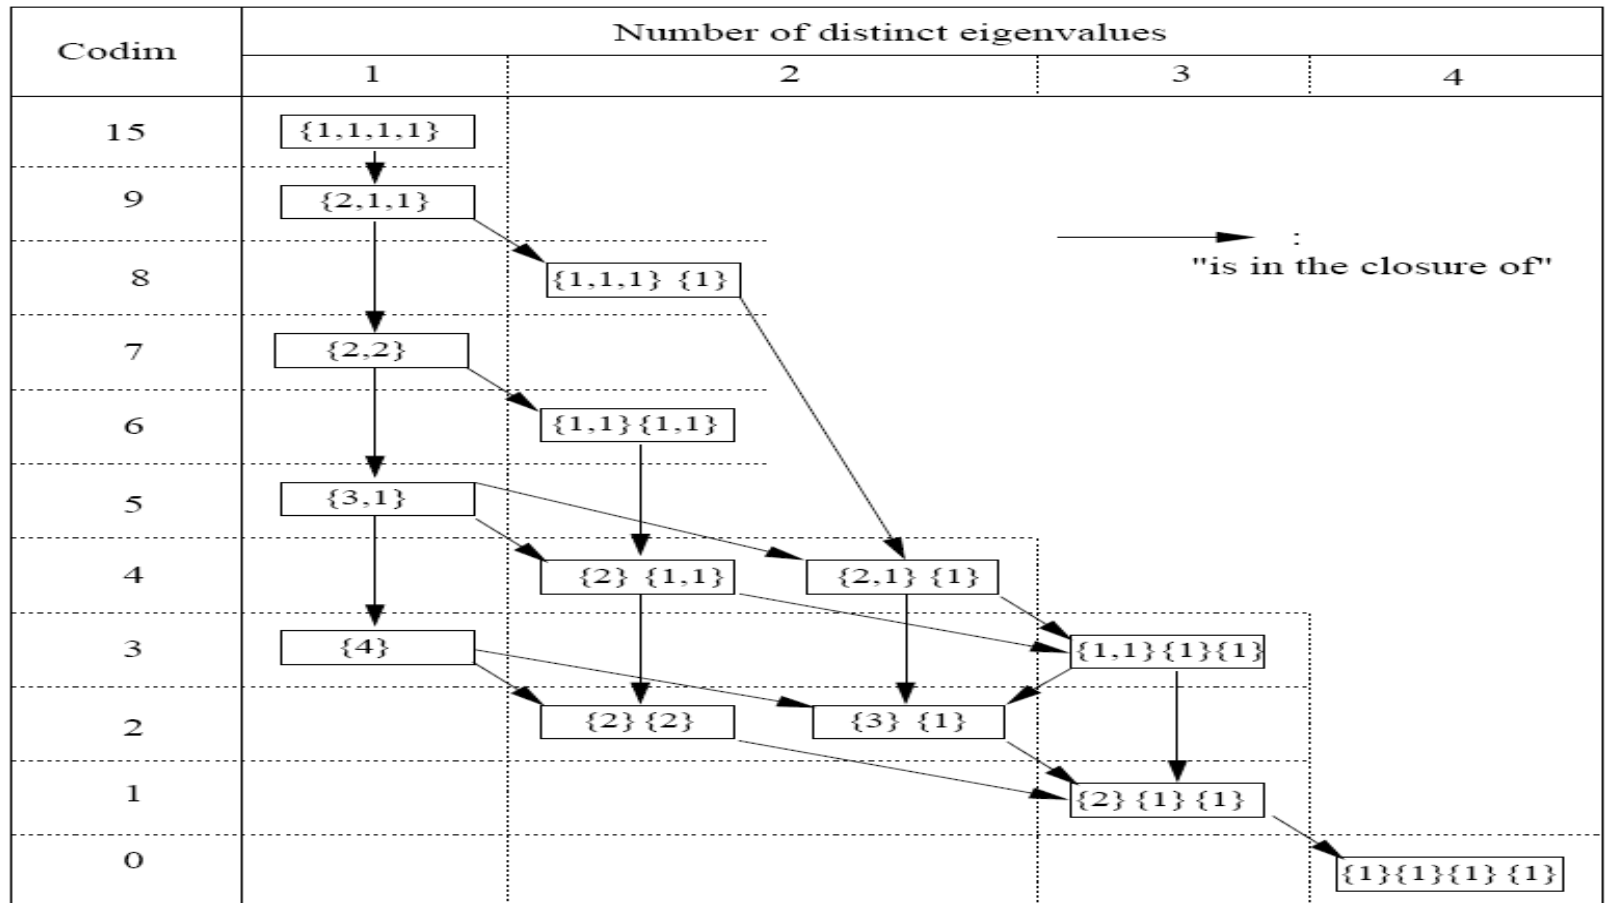 Codim
Number of distinct eigenvalues
1 2 3 4
15 {1,1,1,1}
9 {2,1,1}
:
"is in the closure of"
8 {1,1,1} {1}
7 {2,2}
6 {1,1}{1,1}
5 {3,1}
4 {2} {1,1} {2,1} {1}
3 {4} {1,1}{1}{1}
2 {2}{2} {3} {1}
1 {2} {1} {1}
0 {1}{1}{1} {1}